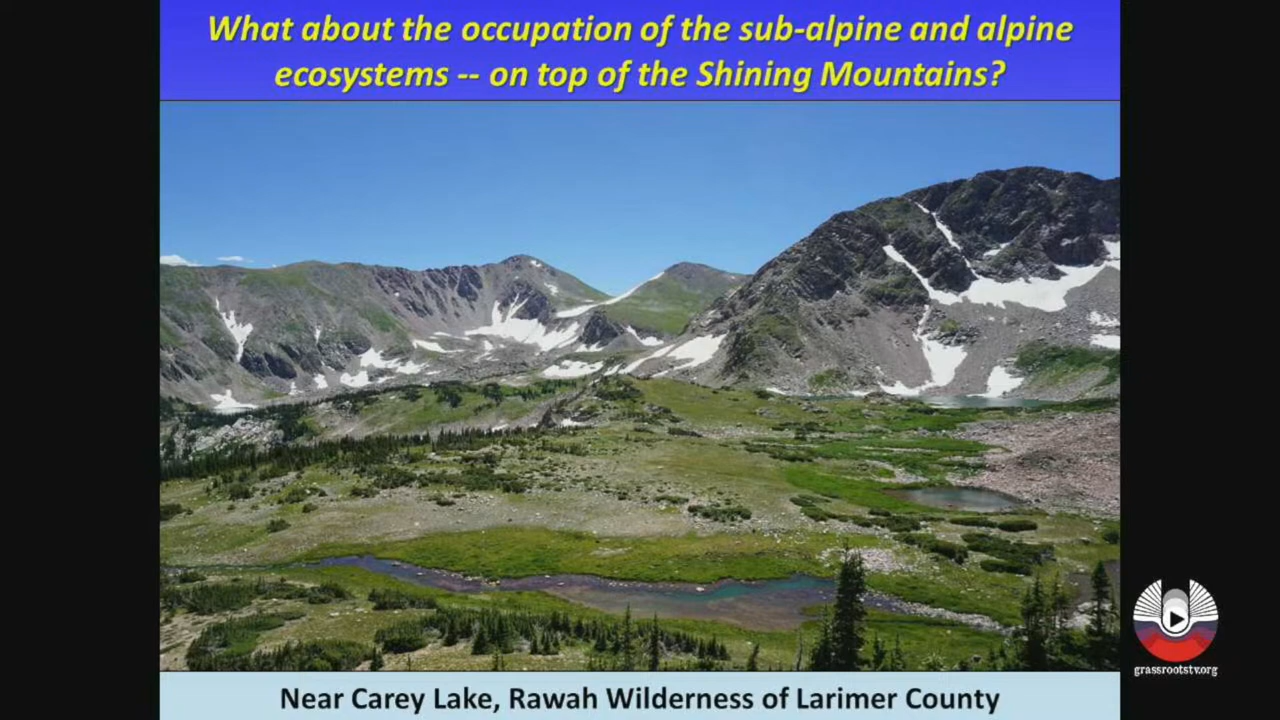 What about the occupation of the sub-alpine and alpine
ecosystems -- on top of the Shining Mountains?
Near Carey Lake, Rawah Wilderness of Larimer County
grassrootstv.org